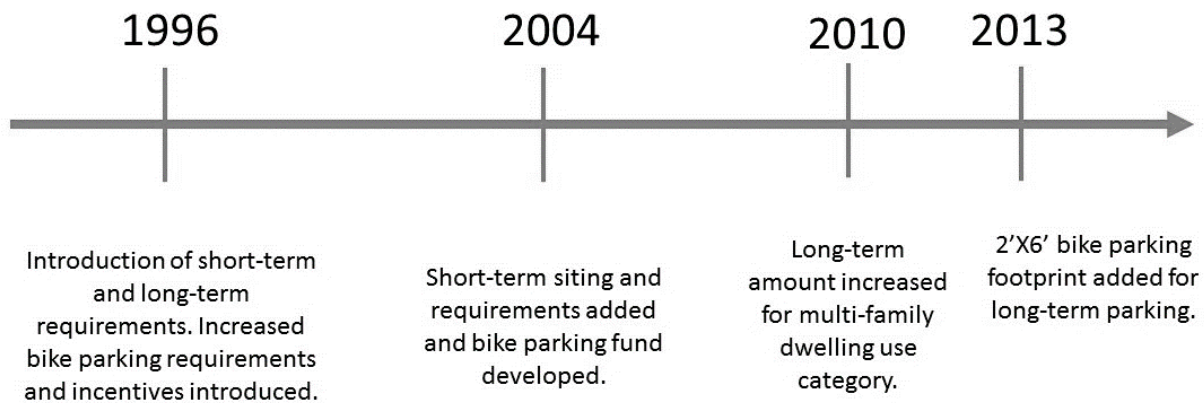 1996
2004
2010
2013
Introduction of short-term
and long-term
requirements. Increased
bike parking requirements
and incentives introduced.
Short-term siting and
requirements added
and bike parking fund
developed.
Long-term
amount increased
for multi-family
dwelling use
category.
2’X6’ bike parking
footprint added for
long-term parking.